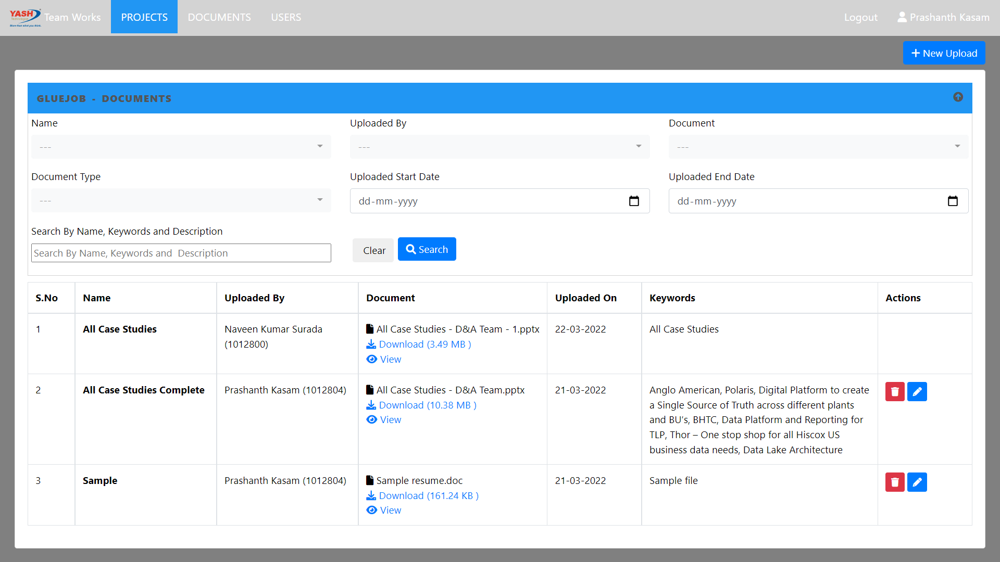 YASH
Technologies
More than what you think.
Team Works
PROJECTS
DOCUMENTS
USERS
Logout
Prashanth Kasam
New Upload
GLUEJOB - DOCUMENTS
Name
Uploaded By
Document
---
---
---
Document Type
Uploaded Start Date
Uploaded End Date
---
dd-mm-yyyy
dd-mm-yyyy
Search By Name, Keywords and Description
Search By Name, Keywords and  Description
Clear
Search
S.No
Name
Uploaded By
Document
Uploaded On
Keywords
Actions
1
All Case Studies
Naveen Kumar Surada
(1012800)
All Case Studies - D&A Team - 1.pptx
Download (3.49 MB )
View
22-03-2022
All Case Studies
2
All Case Studies Complete
Prashanth Kasam (1012804)
All Case Studies - D&A Team.pptx
Download (10.38 MB )
View
21-03-2022
Anglo American, Polaris, Digital Platform to create
a Single Source of Truth across different plants
and BU’s, BHTC, Data Platform and Reporting for
TLP, Thor – One stop shop for all Hiscox US
business data needs, Data Lake Architecture
3
Sample
Prashanth Kasam (1012804)
Sample resume.doc
Download (161.24 KB )
View
21-03-2022
Sample file